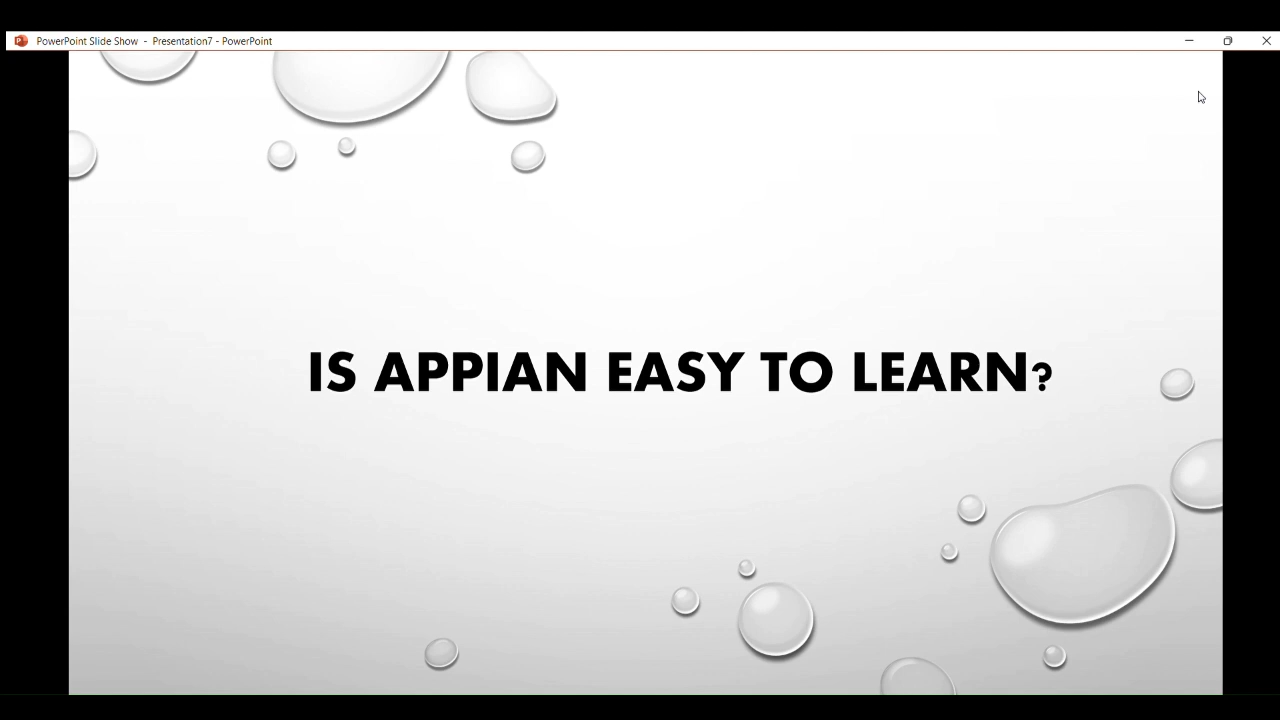 PowerPoint Slide Show - Presentation7 - PowerPoint
IS APPIAN EASY TO LEARN?